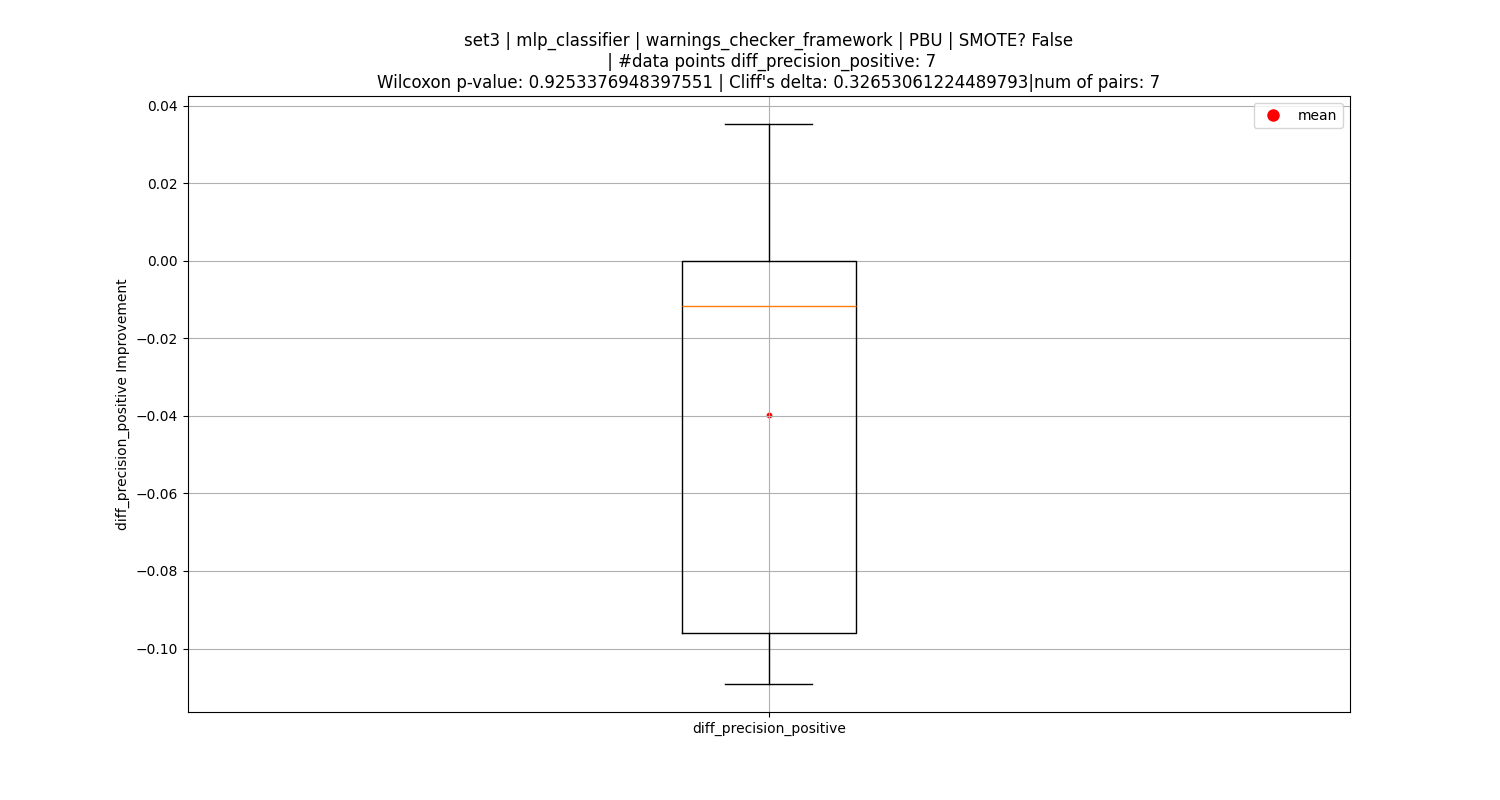 set3 | mlp_classifier | warnings_checker_framework | PBU | SMOTE? False
| #data points diff_precision_positive: 7
Wilcoxon p-value: 0.9253376948397551 | Cliff's delta: 0.32653061224489793|num of pairs: 7
mean
0.04
0.02
0.00
−0.02
−0.04
−0.06
−0.08
−0.10
diff_precision_positive Improvement
diff_precision_positive